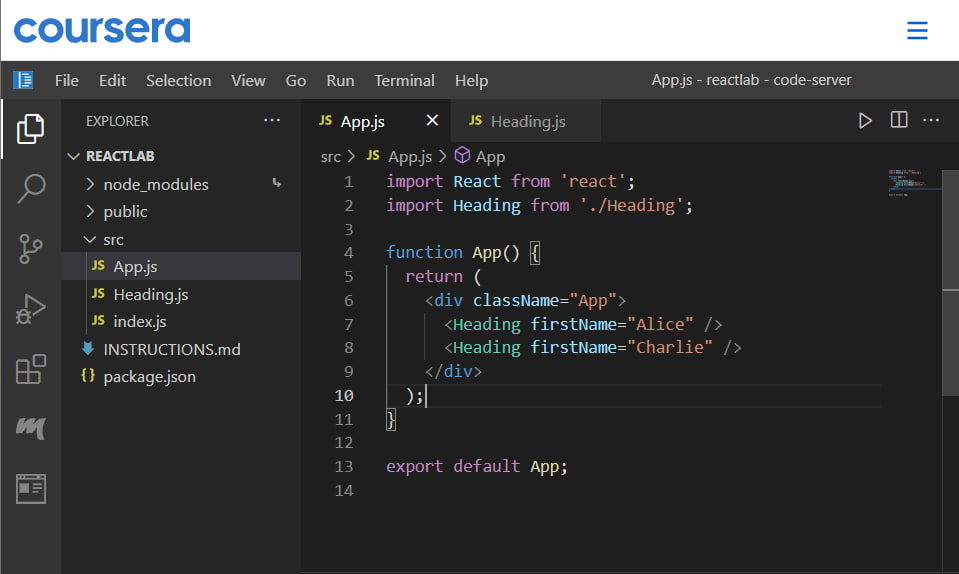 coursera
File Edit Selection View Go Run Terminal Help App.js - reactlab - code-server
EXPLORER ···
REACTLAB
node_modules
public
src
JS App.js
JS Heading.js
JS index.js
INSTRUCTIONS.md
{} package.json
JS App.js × JS Heading.js ···
src > JS App.js > App
1 import React from 'react';
2 import Heading from './Heading';
3
4 function App() {
5   return (
6     <div className="App">
7       <Heading firstName="Alice" />
8       <Heading firstName="Charlie" />
9     </div>
10   );
11 }
12
13 export default App;
14